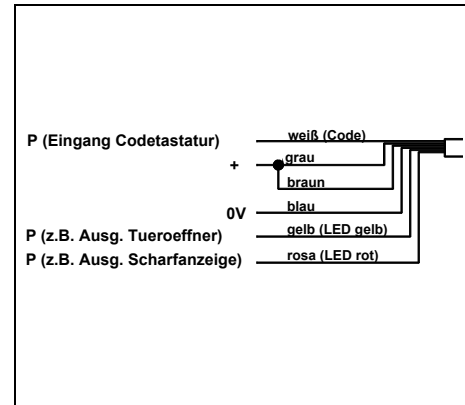 P (Eingang Codetastatur) weiß (Code)
+ grau
braun
0V blau
P (z.B. Ausg. Tueroeffner) gelb (LED gelb)
P (z.B. Ausg. Scharfanzeige) rosa (LED rot)